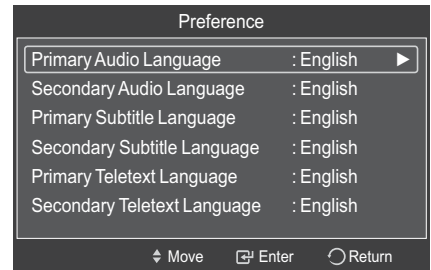 Preference
Primary Audio Language : English
Secondary Audio Language : English
Primary Subtitle Language : English
Secondary Subtitle Language : English
Primary Teletext Language : English
Secondary Teletext Language : English
Move Enter Return